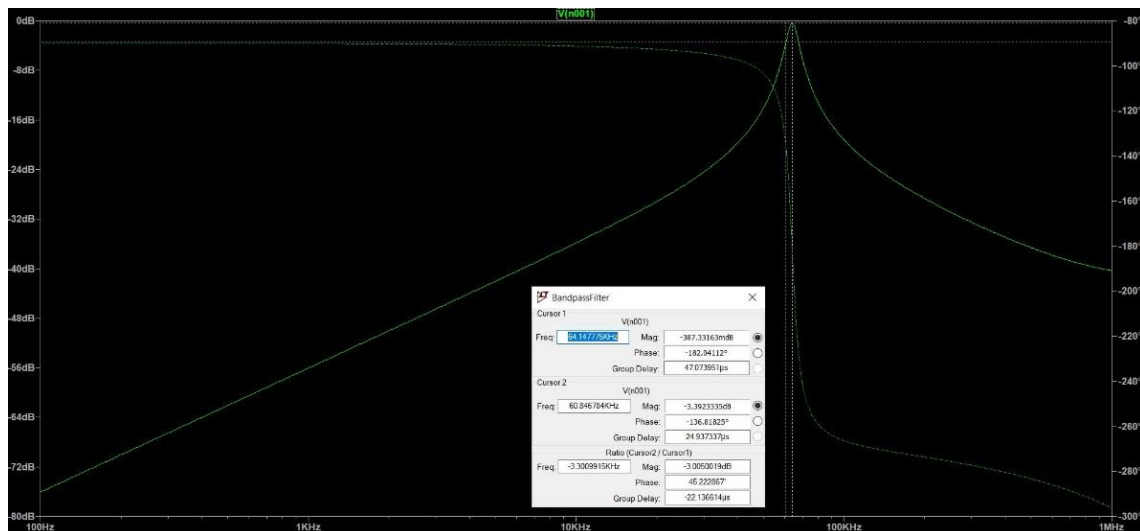 V(n001)
0dB
-8dB
-16dB
-24dB
-32dB
-40dB
-48dB
-56dB
-64dB
-72dB
-80dB
-80°
-100°
-120°
-140°
-160°
-180°
-200°
-220°
-240°
-260°
-280°
-300°
BandpassFilter
Cursor 1
V(n001)
Freq: 64.147775KHz Mag: -387.33163mdB
Phase: -182.04112°
Group Delay: 47.073951µs
Cursor 2
V(n001)
Freq: 60.846784KHz Mag: -3.3923335dB
Phase: -136.81825°
Group Delay: 24.937337µs
Ratio (Cursor2 / Cursor1)
Freq: -3.3009915KHz Mag: -3.0050019dB
Phase: 45.222867°
Group Delay: -22.136614µs
100Hz 1KHz 10KHz 100KHz 1MHz